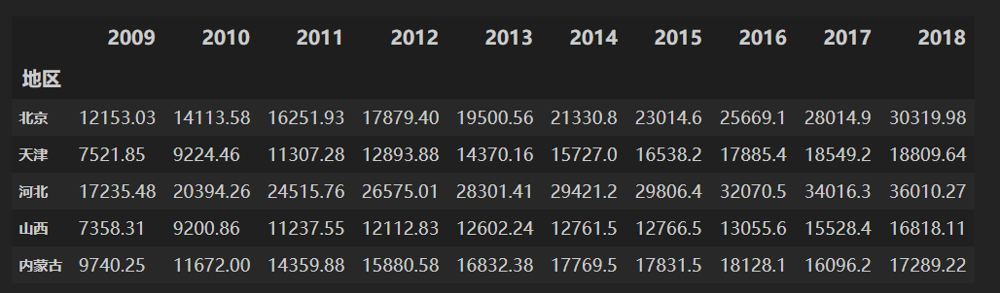 2009 2010 2011 2012 2013 2014 2015 2016 2017 2018
地区
北京 12153.03 14113.58 16251.93 17879.40 19500.56 21330.8 23014.6 25669.1 28014.9 30319.98
天津 7521.85 9224.46 11307.28 12893.88 14370.16 15727.0 16538.2 17885.4 18549.2 18809.64
河北 17235.48 20394.26 24515.76 26575.01 28301.41 29421.2 29806.4 32070.5 34016.3 36010.27
山西 7358.31 9200.86 11237.55 12112.83 12602.24 12761.5 12766.5 13055.6 15528.4 16818.11
内蒙古 9740.25 11672.00 14359.88 15880.58 16832.38 17769.5 17831.5 18128.1 16096.2 17289.22